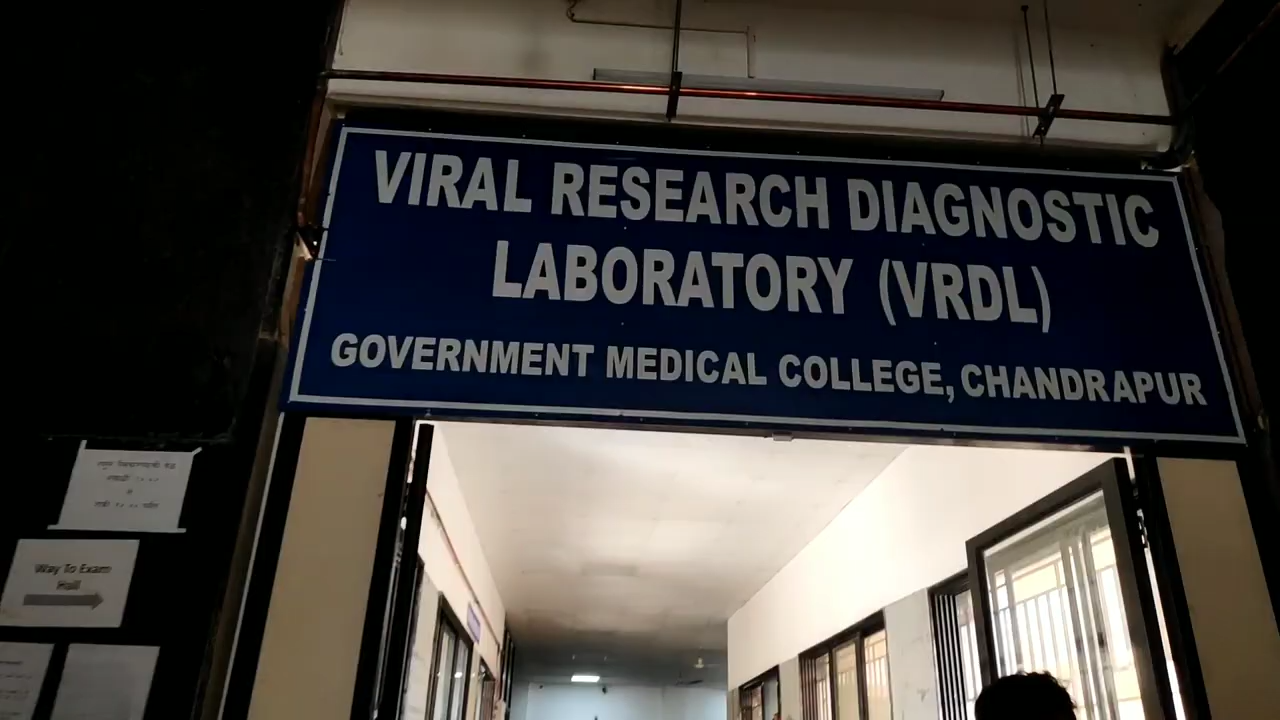 VIRAL RESEARCH DIAGNOSTIC
LABORATORY (VRDL)
GOVERNMENT MEDICAL COLLEGE, CHANDRAPUR
Way To Exam
Hall